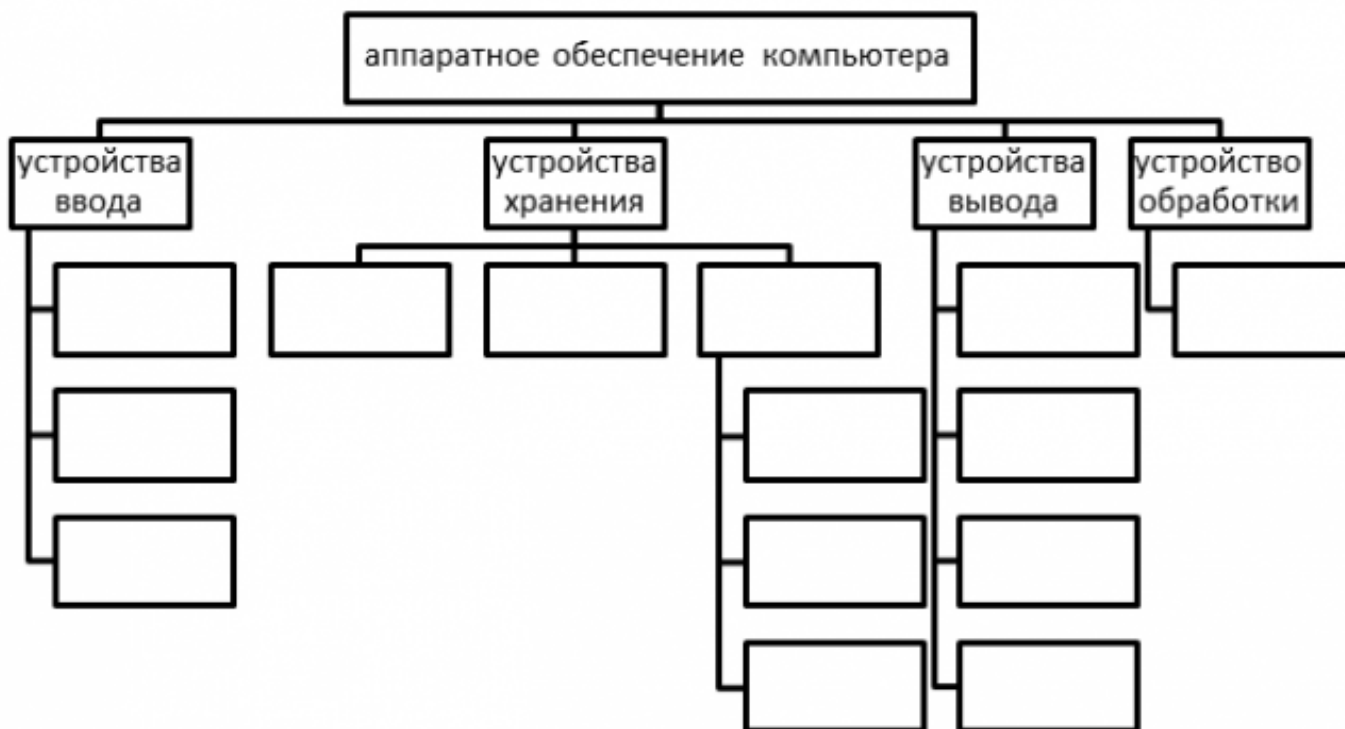 аппаратное обеспечение компьютера
устройства
ввода
устройства
хранения
устройства
вывода
устройство
обработки